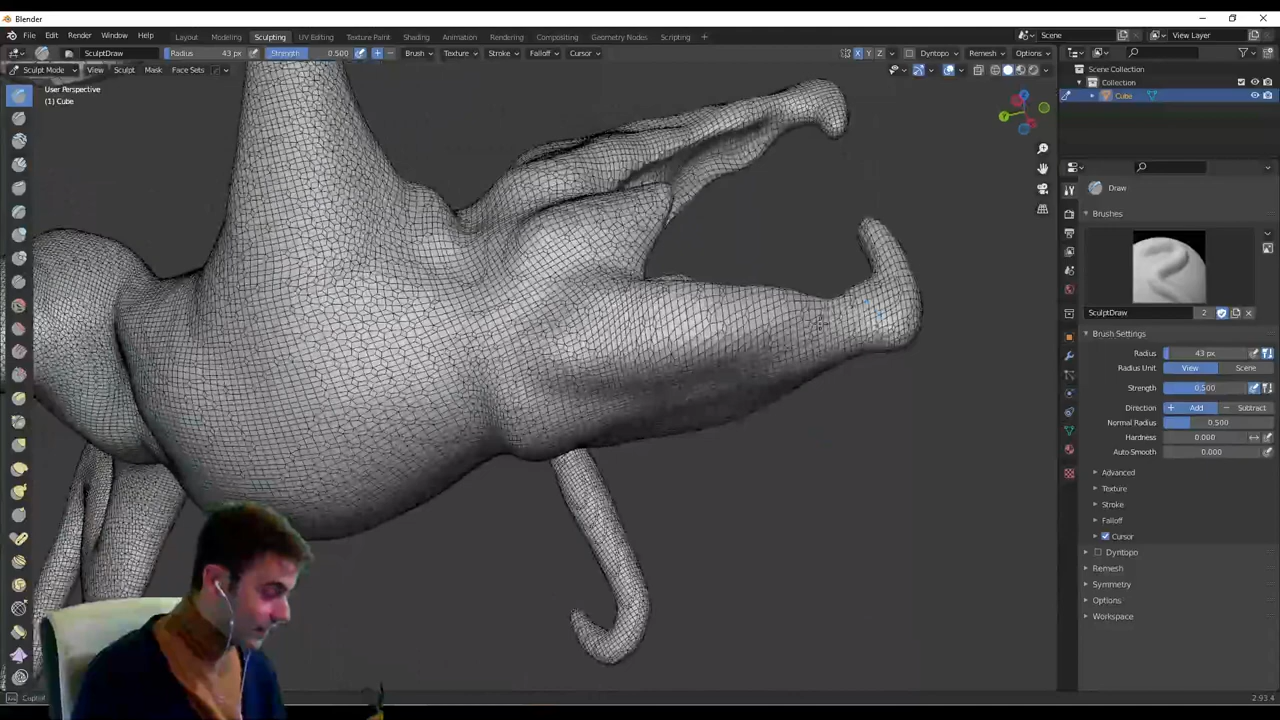 Blender
File Edit Render Window Help Layout Modeling Sculpting UV Editing Texture Paint Shading Animation Rendering Compositing Geometry Nodes Scripting Scene View Layer
SculptDraw Radius 43 px Strength 0.500 Brush Texture Stroke Falloff Cursor X Y Z Dyntopo Remesh Options
Sculpt Mode View Sculpt Mask Face Sets
User Perspective
(1) Cube
Scene Collection
Collection
Cube
Draw
Brushes
SculptDraw 2
Brush Settings
Radius 43 px
Radius Unit View Scene
Strength 0.500
Direction + Add − Subtract
Normal Radius 0.500
Hardness 0.000
Auto Smooth 0.000
Advanced
Texture
Stroke
Falloff
Cursor
Dyntopo
Remesh
Symmetry
Options
Workspace
2.93.4